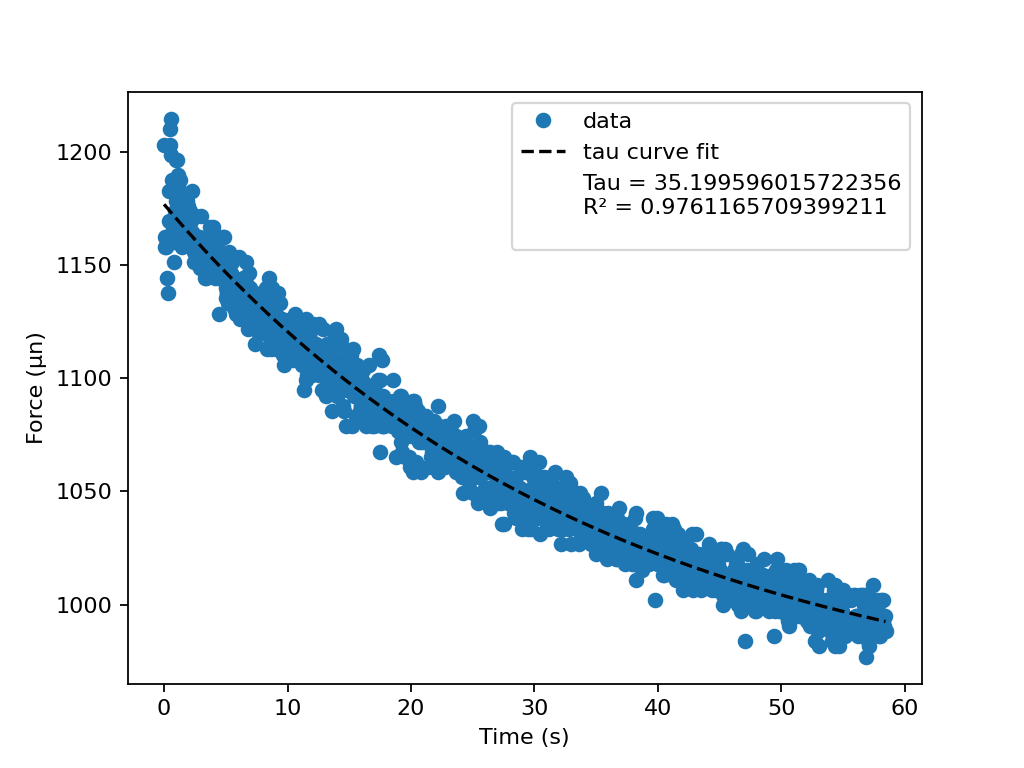 data
tau curve fit
Tau = 35.199596015722356
R² = 0.9761165709399211
1200
1150
1100
1050
1000
Force (μn)
0 10 20 30 40 50 60
Time (s)